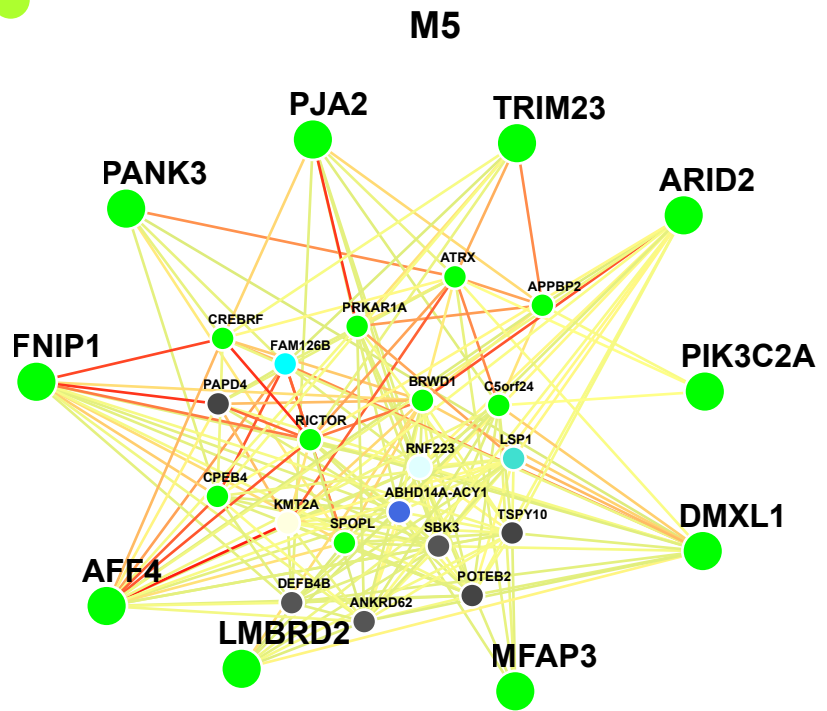 M5
PJA2
TRIM23
PANK3
ARID2
ATRX
APPBP2
PRKAR1A
CREBRF
FNIP1
FAM126B
PIK3C2A
PAPD4
BRWD1
C5orf24
RICTOR
RNF223
LSP1
CPEB4
ABHD14A-ACY1
KMT2A
SPOPL
SBK3
TSPY10
DMXL1
AFF4
DEFB4B
POTEB2
ANKRD62
LMBRD2
MFAP3